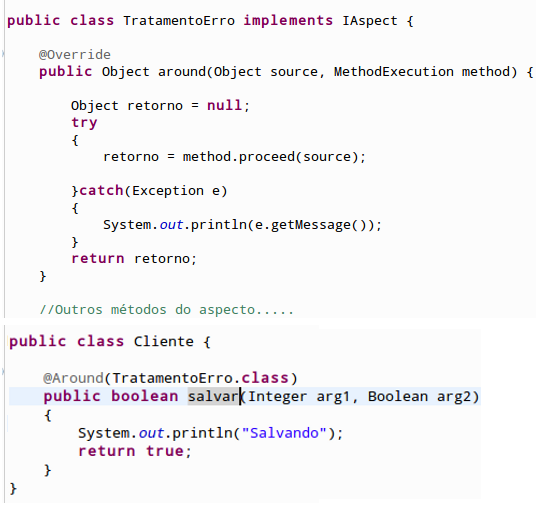 public class TratamentoErro implements IAspect {
@Override
public Object around(Object source, MethodExecution method) {
Object retorno = null;
try
{
retorno = method.proceed(source);
}catch(Exception e)
{
System.out.println(e.getMessage());
}
return retorno;
}
//Outros métodos do aspecto.....
public class Cliente {
@Around(TratamentoErro.class)
public boolean salvar(Integer arg1, Boolean arg2)
{
System.out.println("Salvando");
return true;
}
}